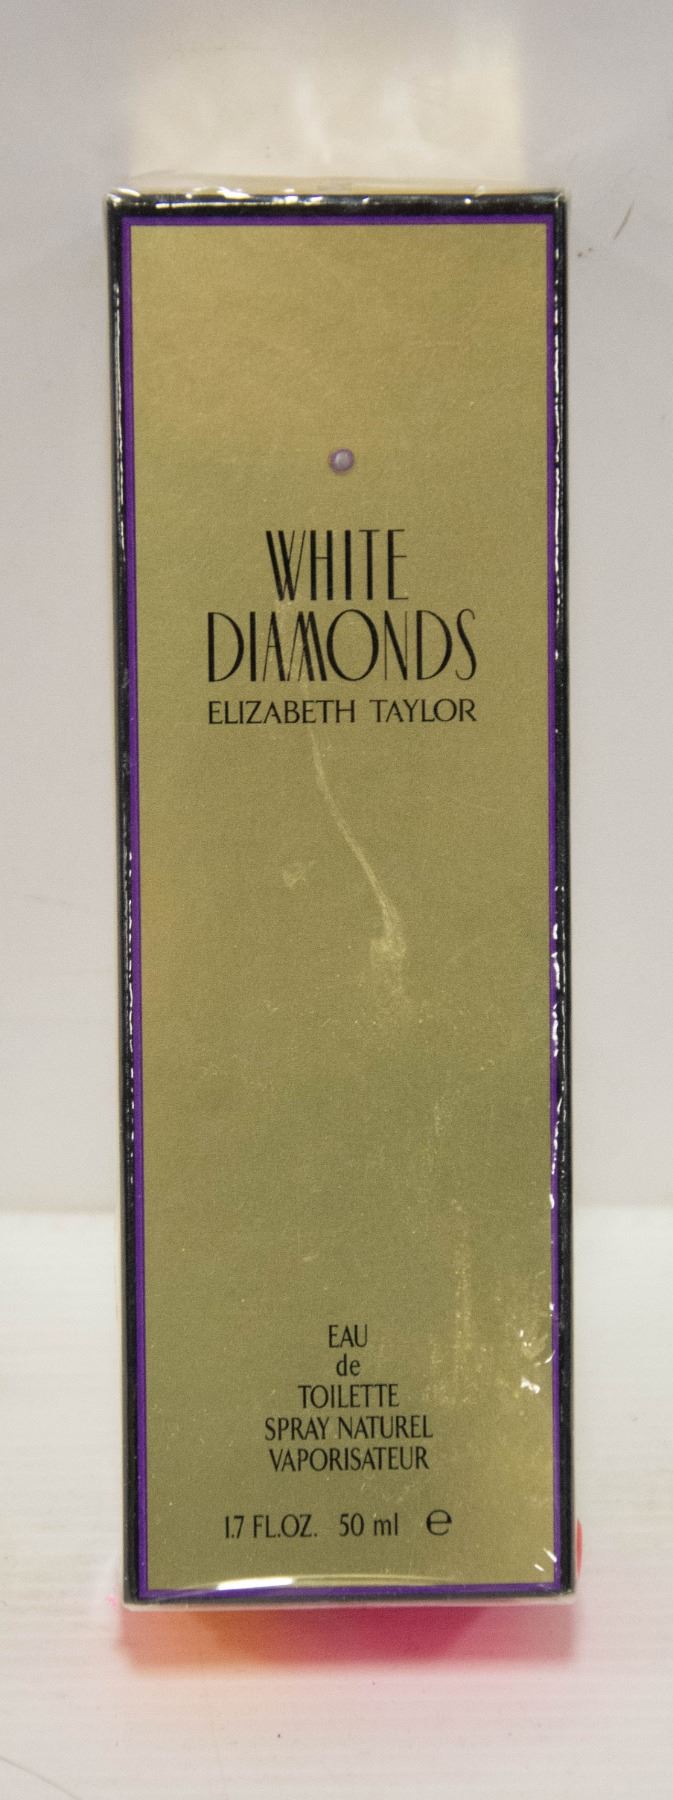 WHITE
DIAMONDS
ELIZABETH TAYLOR
EAU
de
TOILETTE
SPRAY NATUREL
VAPORISATEUR
1.7 FL.OZ. 50 ml ℮